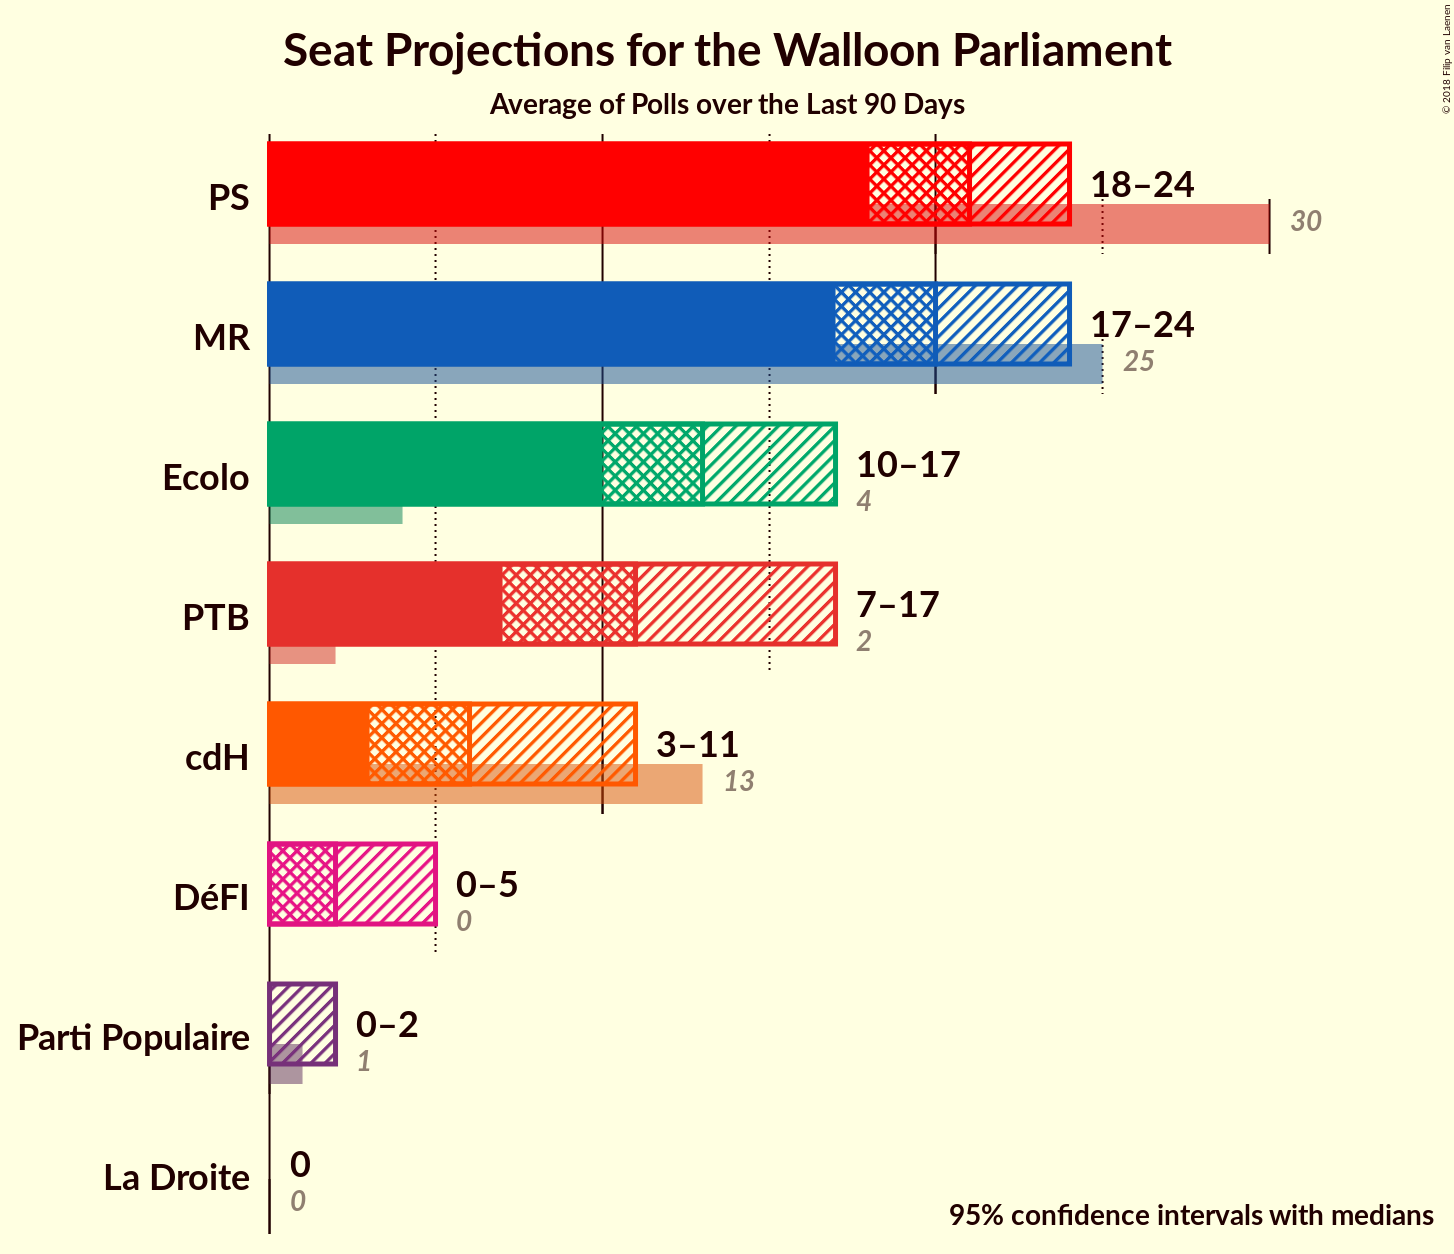 Seat Projections for the Walloon Parliament
Average of Polls over the Last 90 Days
© 2018 Filip van Laenen
PS
18–24
30
MR
17–24
25
Ecolo
10–17
4
PTB
7–17
2
cdH
3–11
13
DéFI
0–5
0
Parti Populaire
0–2
1
La Droite
0
0
95% confidence intervals with medians